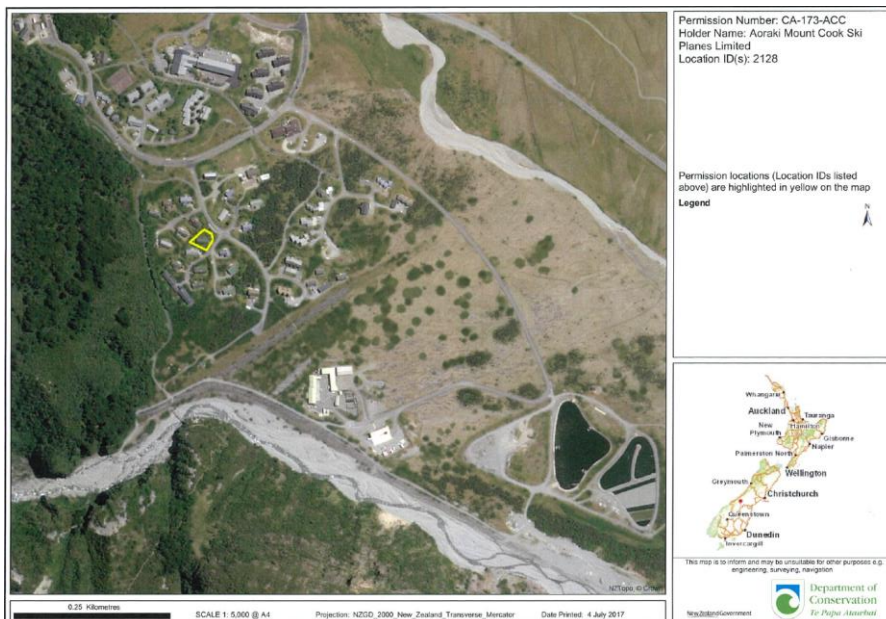 Permission Number: CA-173-ACC
Holder Name: Aoraki Mount Cook Ski
Planes Limited
Location ID(s): 2128
Permission locations (Location IDs listed
above) are highlighted in yellow on the map
Legend
N
Whangarei
Auckland
Tauranga
Hamilton
New
Plymouth
Gisborne
Napier
Palmerston North
Wellington
Greymouth
Christchurch
Queenstown
Dunedin
Invercargill
This map is to inform and may be unsuitable for other purposes e.g.
engineering, surveying, navigation
New Zealand Government
Department of
Conservation
Te Papa Atawhai
0.25 Kilometres
SCALE 1: 5,000 @ A4
Projection: NZGD_2000_New_Zealand_Transverse_Mercator
Date Printed: 4 July 2017